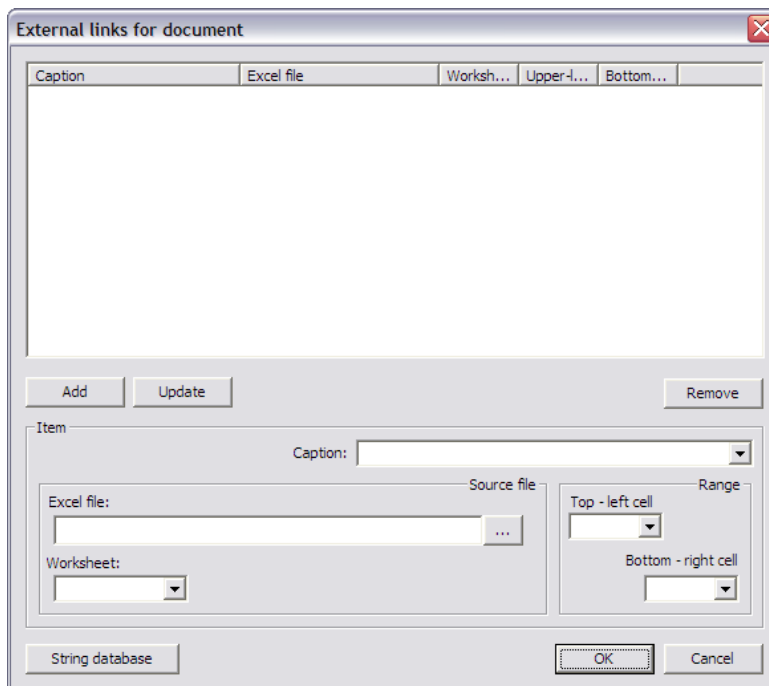 External links for document
Caption Excel file Worksh... Upper-l... Bottom...
Add Update Remove
Item
Caption:
Source file Range
Excel file: Top - left cell
...
Worksheet: Bottom - right cell
String database OK Cancel